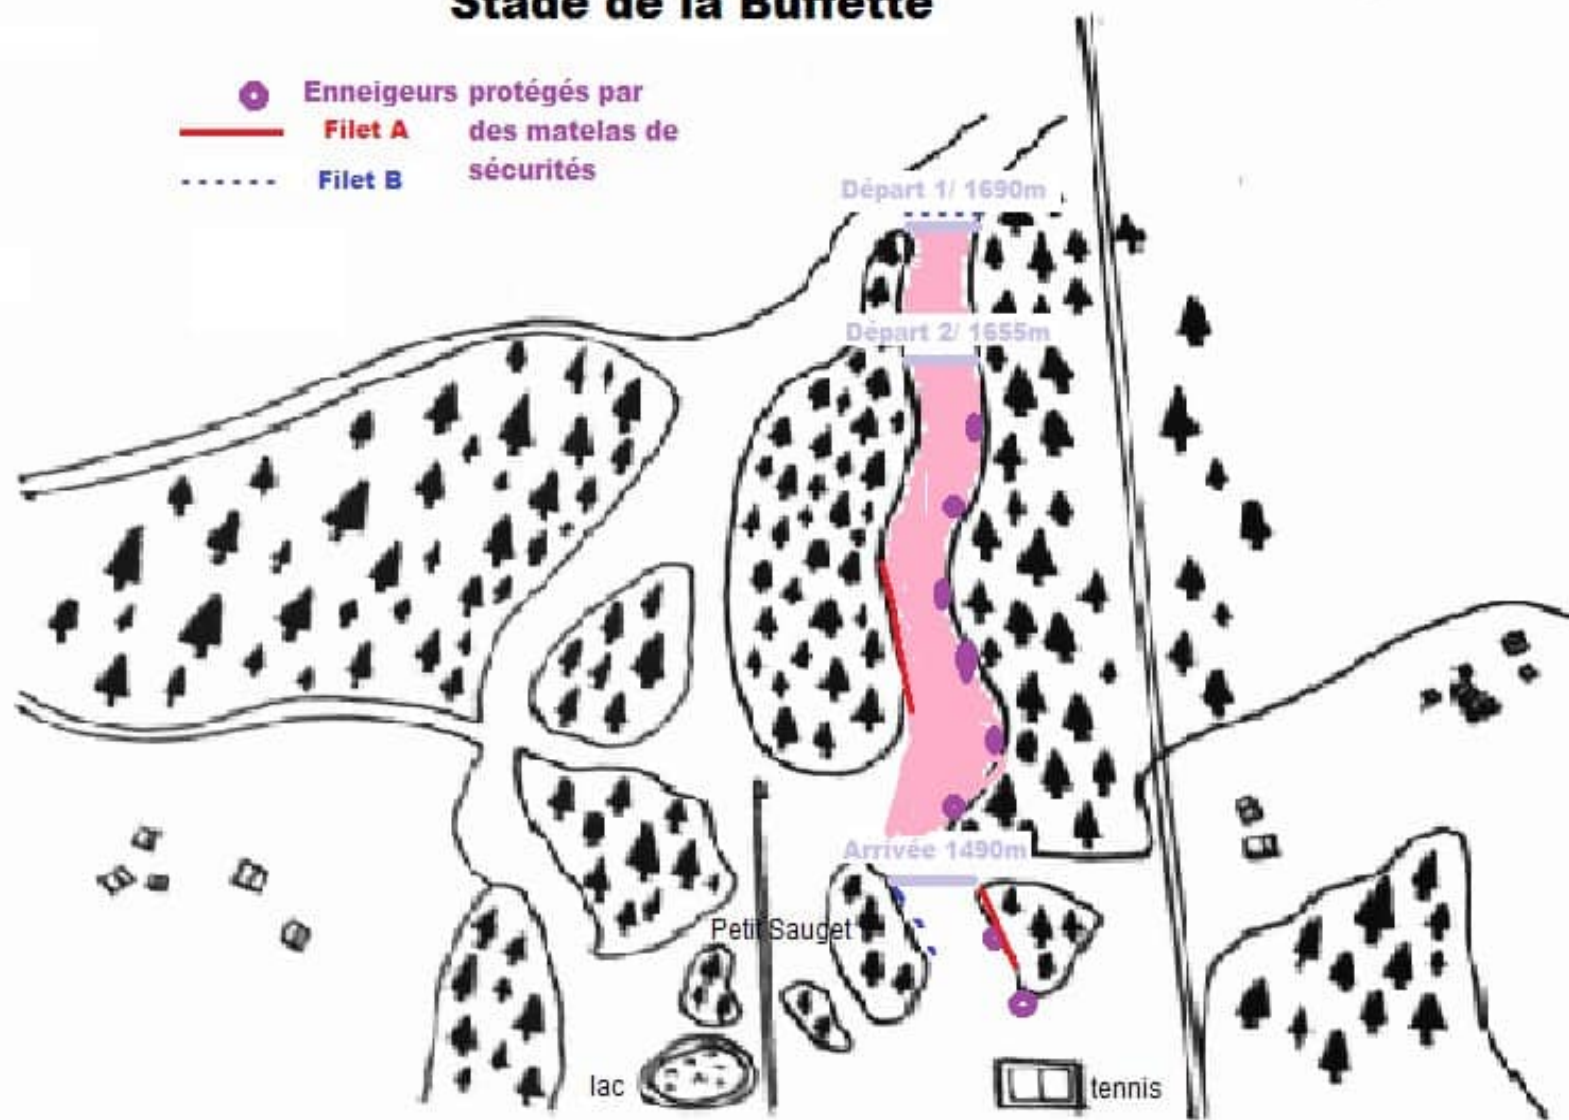 Stade de la Buffette
Enneigeurs protégés par
Filet A des matelas de
Filet B sécurités
Départ 1/ 1690m
Départ 2/ 1655m
Arrivée 1490m
Petit Sauget
lac
tennis